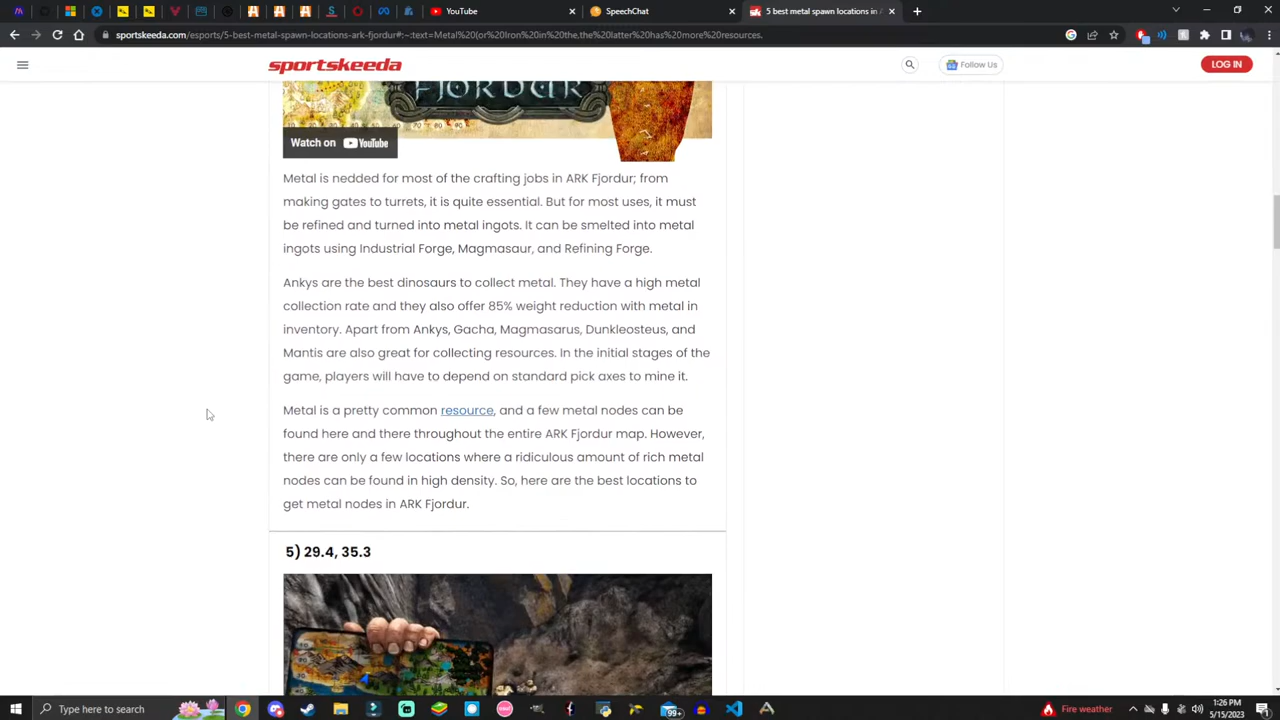 YouTube
SpeechChat
5 best metal spawn locations in A
sportskeeda.com/esports/5-best-metal-spawn-locations-ark-fjordur#:~:text=Metal%20(or%20Iron%20in%20the,the%20latter%20has%20more%20resources.
sportskeeda
Follow Us
LOG IN
FJORDUR
Watch on YouTube
Metal is nedded for most of the crafting jobs in ARK Fjordur; from
making gates to turrets, it is quite essential. But for most uses, it must
be refined and turned into metal ingots. It can be smelted into metal
ingots using Industrial Forge, Magmasaur, and Refining Forge.
Ankys are the best dinosaurs to collect metal. They have a high metal
collection rate and they also offer 85% weight reduction with metal in
inventory. Apart from Ankys, Gacha, Magmasarus, Dunkleosteus, and
Mantis are also great for collecting resources. In the initial stages of the
game, players will have to depend on standard pick axes to mine it.
Metal is a pretty common resource, and a few metal nodes can be
found here and there throughout the entire ARK Fjordur map. However,
there are only a few locations where a ridiculous amount of rich metal
nodes can be found in high density. So, here are the best locations to
get metal nodes in ARK Fjordur.
5) 29.4, 35.3
Type here to search
99+
Fire weather
1:26 PM
5/15/2023